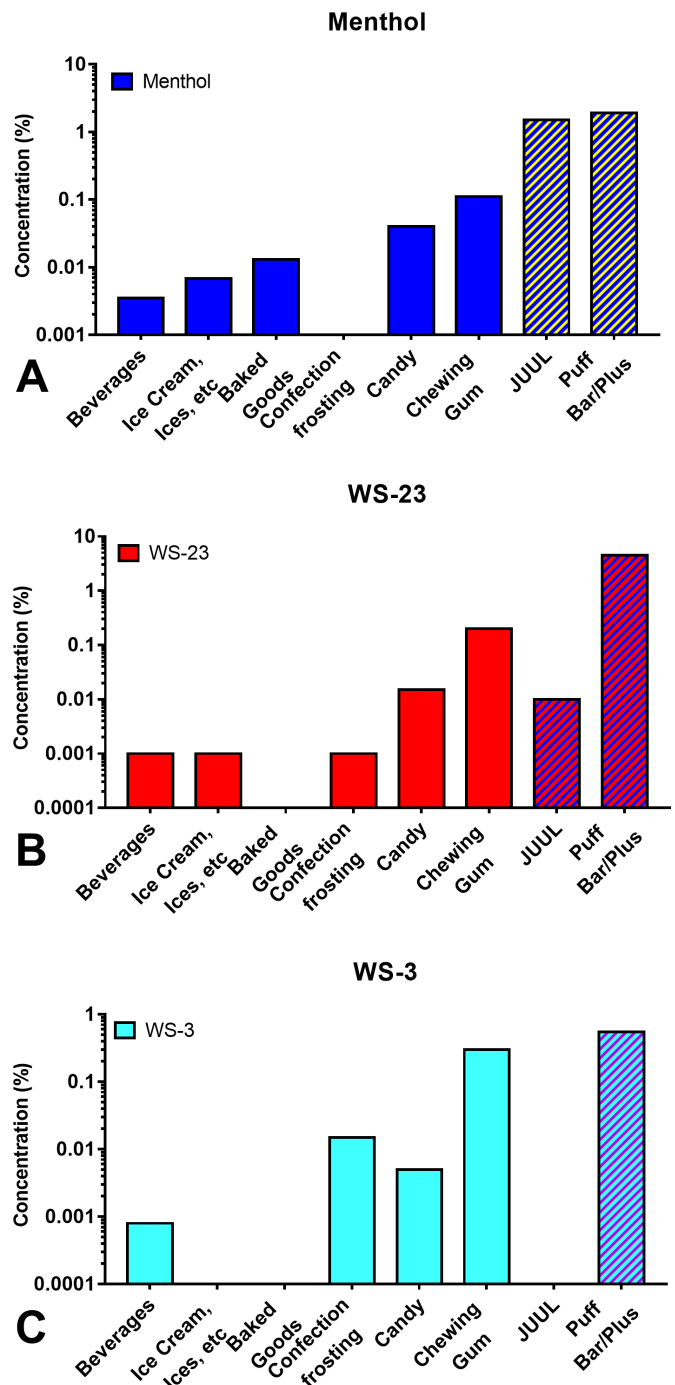 Menthol
Menthol
Concentration (%)
10
1
0.1
0.01
0.001
Beverages
Ice Cream,
Ices, etc
Baked
Goods
Confection
frosting
Candy
Chewing
Gum
JUUL
Puff
Bar/Plus
A
WS-23
WS-23
Concentration (%)
10
1
0.1
0.01
0.001
0.0001
Beverages
Ice Cream,
Ices, etc
Baked
Goods
Confection
frosting
Candy
Chewing
Gum
JUUL
Puff
Bar/Plus
B
WS-3
WS-3
Concentration (%)
1
0.1
0.01
0.001
0.0001
Beverages
Ice Cream,
Ices, etc
Baked
Goods
Confection
frosting
Candy
Chewing
Gum
JUUL
Puff
Bar/Plus
C